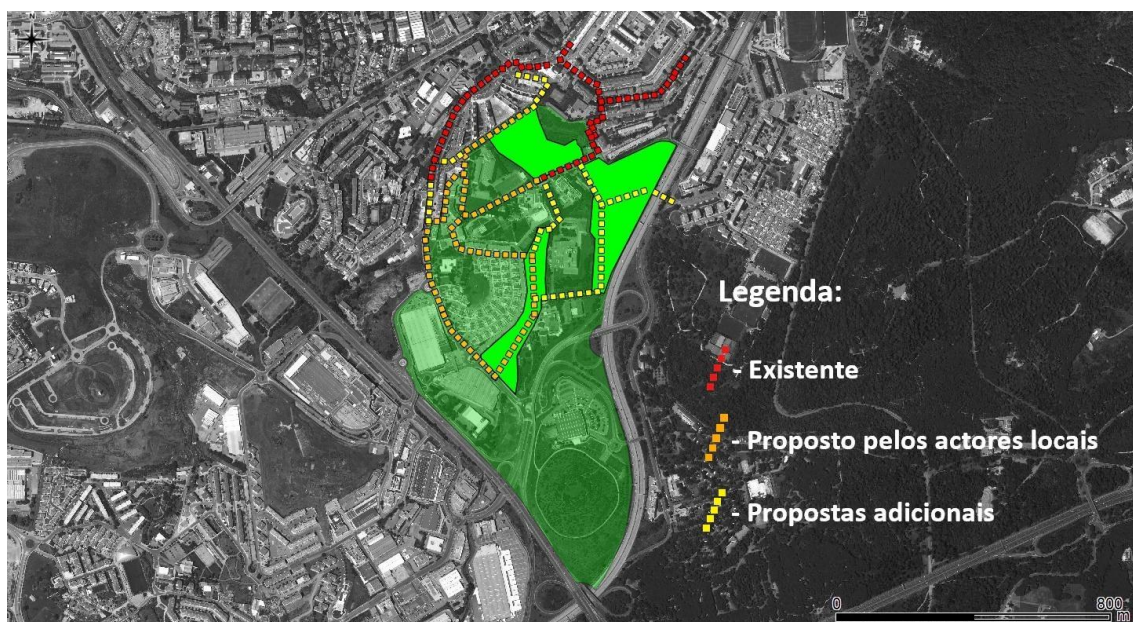 Legenda:
- Existente
- Proposto pelos actores locais
- Propostas adicionais
0 800
m